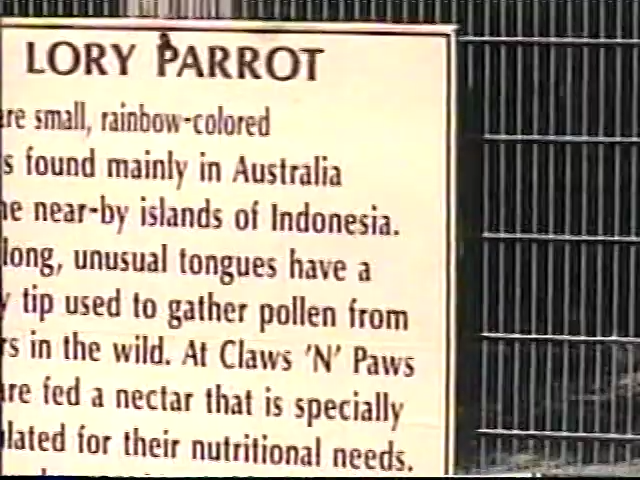 LORY PARROT
are small, rainbow-colored
s found mainly in Australia
he near-by islands of Indonesia.
long, unusual tongues have a
y tip used to gather pollen from
rs in the wild. At Claws 'N' Paws
are fed a nectar that is specially
lated for their nutritional needs.